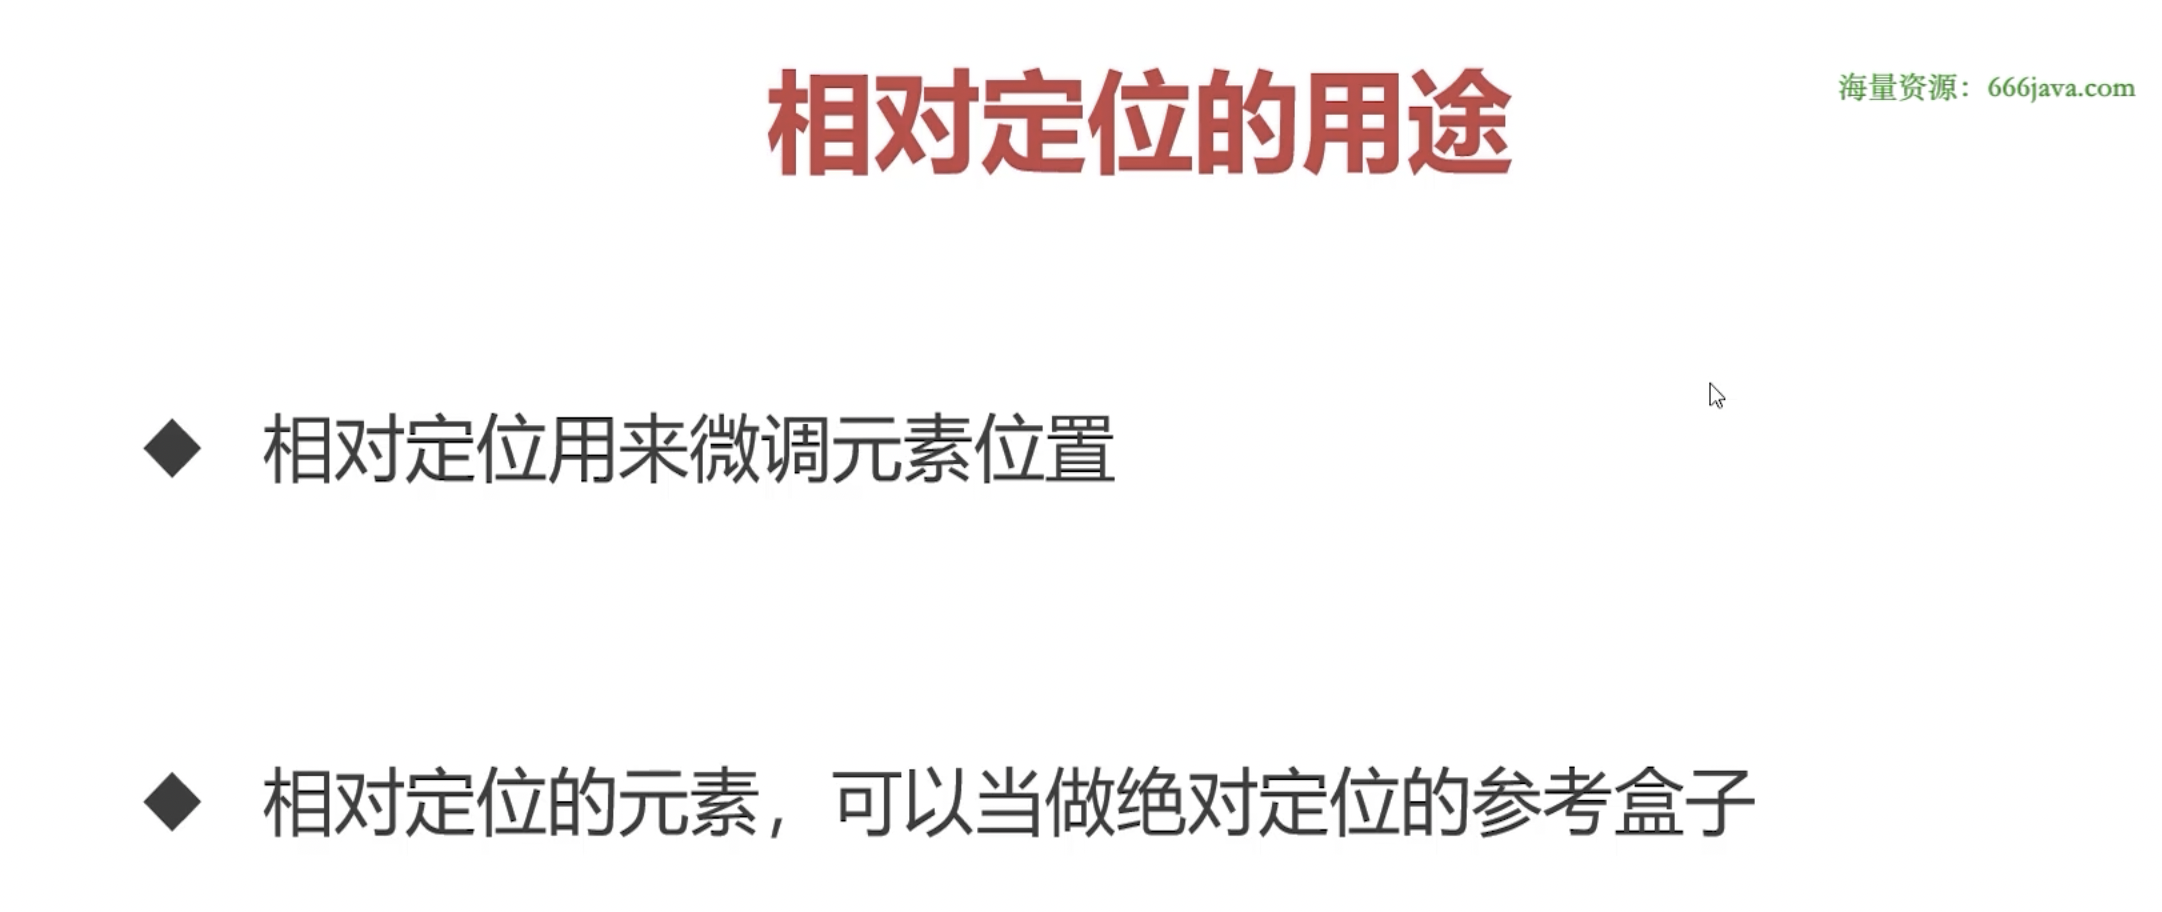 相对定位的用途
海量资源：666java.com
◆ 相对定位用来微调元素位置
◆ 相对定位的元素，可以当做绝对定位的参考盒子